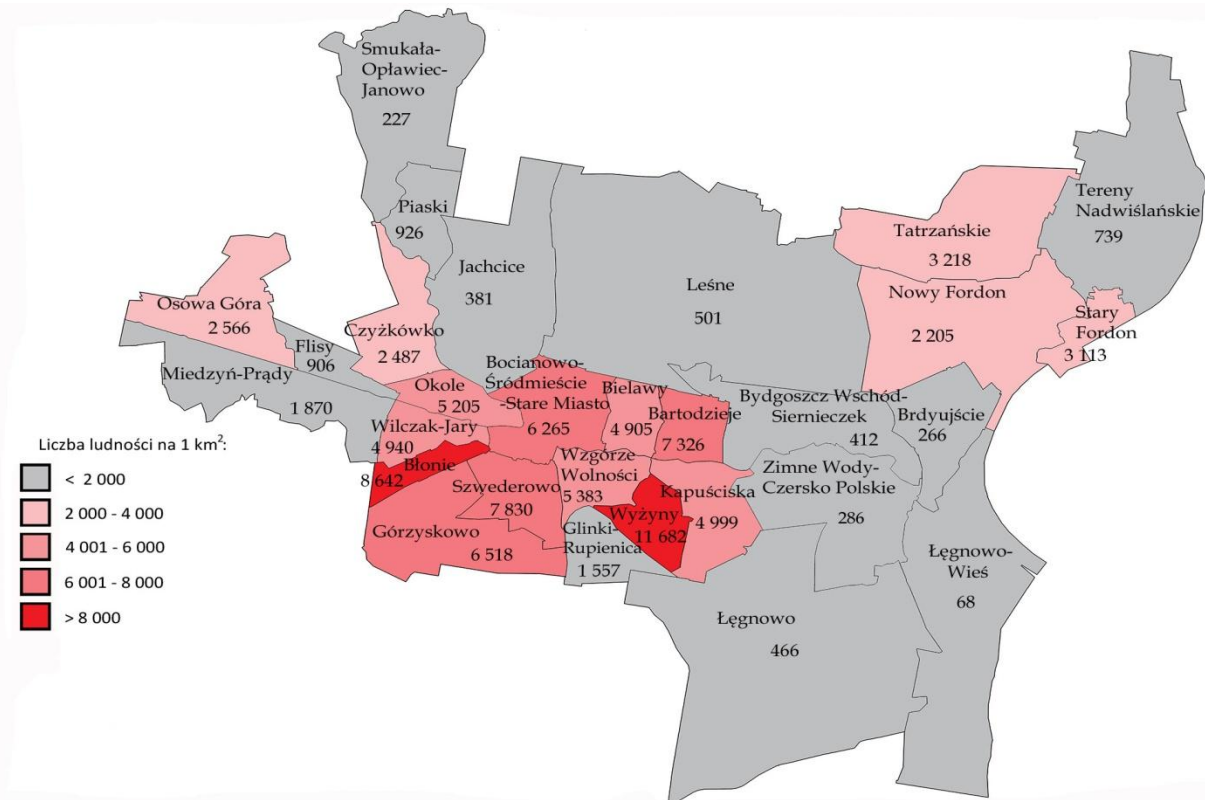 Smukała-
Opławiec-
Janowo
227
Piaski
926
Jachcice
381
Leśne
501
Tereny
Nadwiślańskie
739
Tatrzańskie
3 218
Nowy Fordon
2 205
Stary
Fordon
3 113
Osowa Góra
2 566
Flisy
906
Czyżkówko
2 487
Miedzyń-Prądy
1 870
Okole
5 205
Bocianowo-
Śródmieście
-Stare Miasto
6 265
Bielawy
4 905
Bartodzieje
7 326
Bydgoszcz Wschód-
Siernieczek
412
Brdyujście
266
Wilczak-Jary
4 940
Błonie
8 642
Szwederowo
7 830
Wzgórze
Wolności
5 383
Kapuściska
4 999
Wyżyny
11 682
Zimne Wody-
Czersko Polskie
286
Górzyskowo
6 518
Glinki-
Rupienica
1 557
Łęgnowo-
Wieś
68
Łęgnowo
466
Liczba ludności na 1 km²:
< 2 000
2 000 - 4 000
4 001 - 6 000
6 001 - 8 000
> 8 000